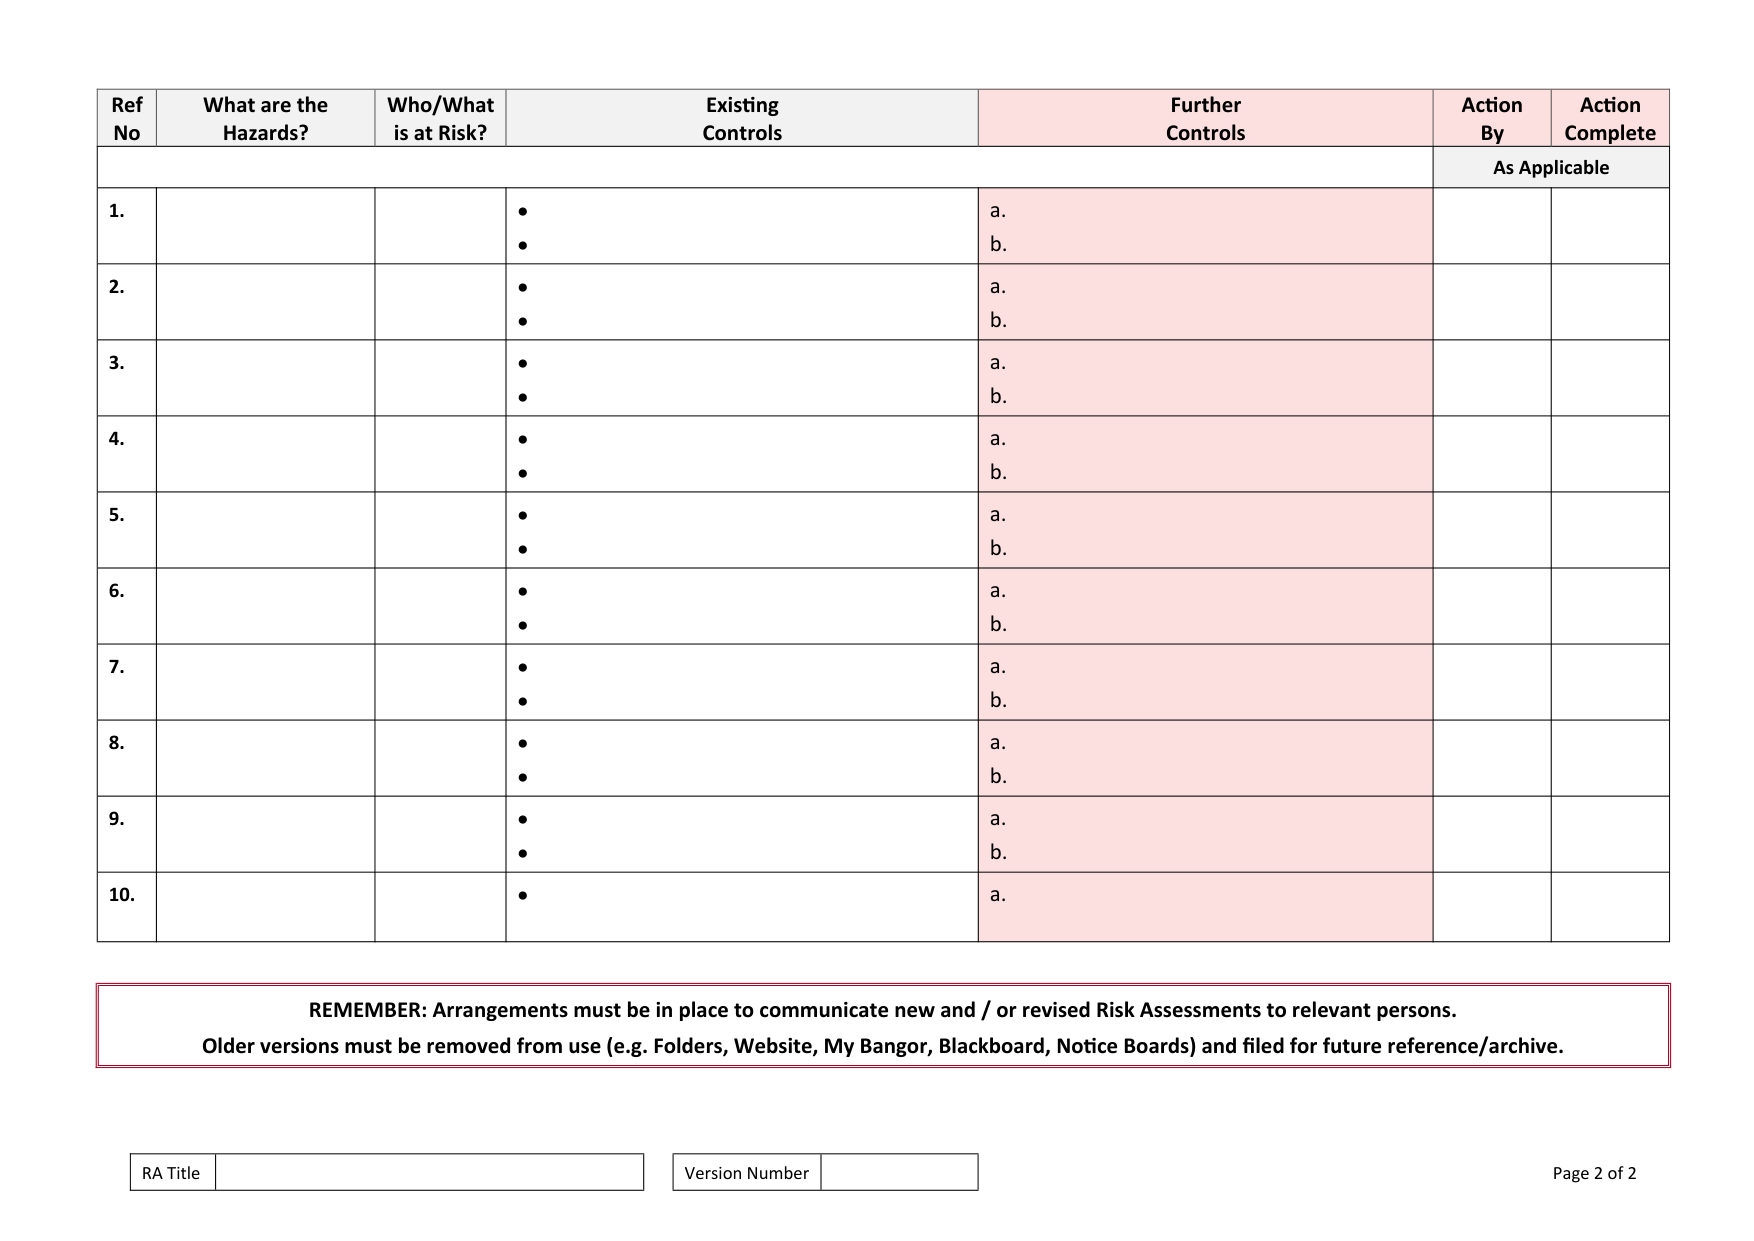 Ref No
What are the Hazards?
Who/What is at Risk?
Existing Controls
Further Controls
Action By
Action Complete
As Applicable
1.
•
•
a.
b.
2.
•
•
a.
b.
3.
•
•
a.
b.
4.
•
•
a.
b.
5.
•
•
a.
b.
6.
•
•
a.
b.
7.
•
•
a.
b.
8.
•
•
a.
b.
9.
•
•
a.
b.
10.
•
a.
REMEMBER: Arrangements must be in place to communicate new and / or revised Risk Assessments to relevant persons.
Older versions must be removed from use (e.g. Folders, Website, My Bangor, Blackboard, Notice Boards) and filed for future reference/archive.
RA Title
Version Number
Page 2 of 2